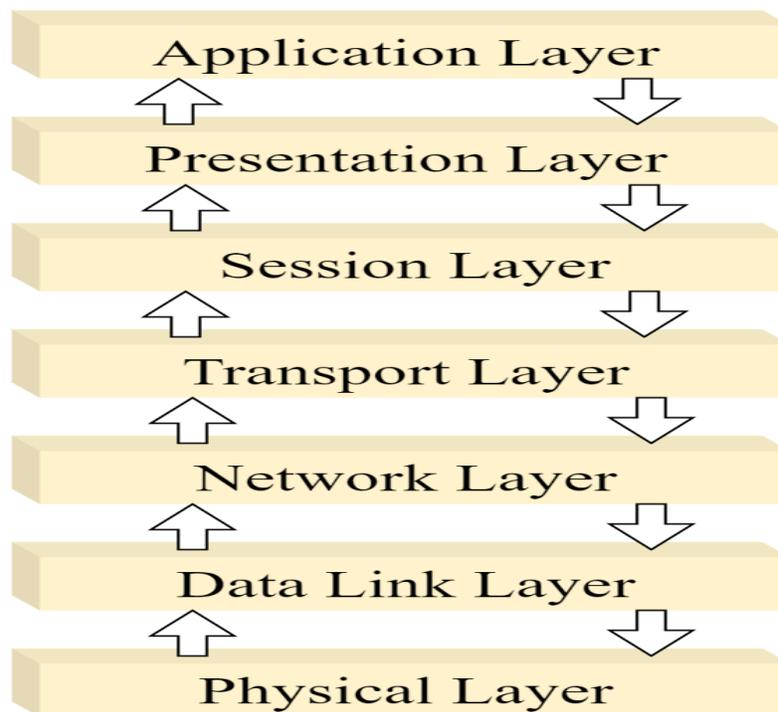 Application Layer
Presentation Layer
Session Layer
Transport Layer
Network Layer
Data Link Layer
Physical Layer